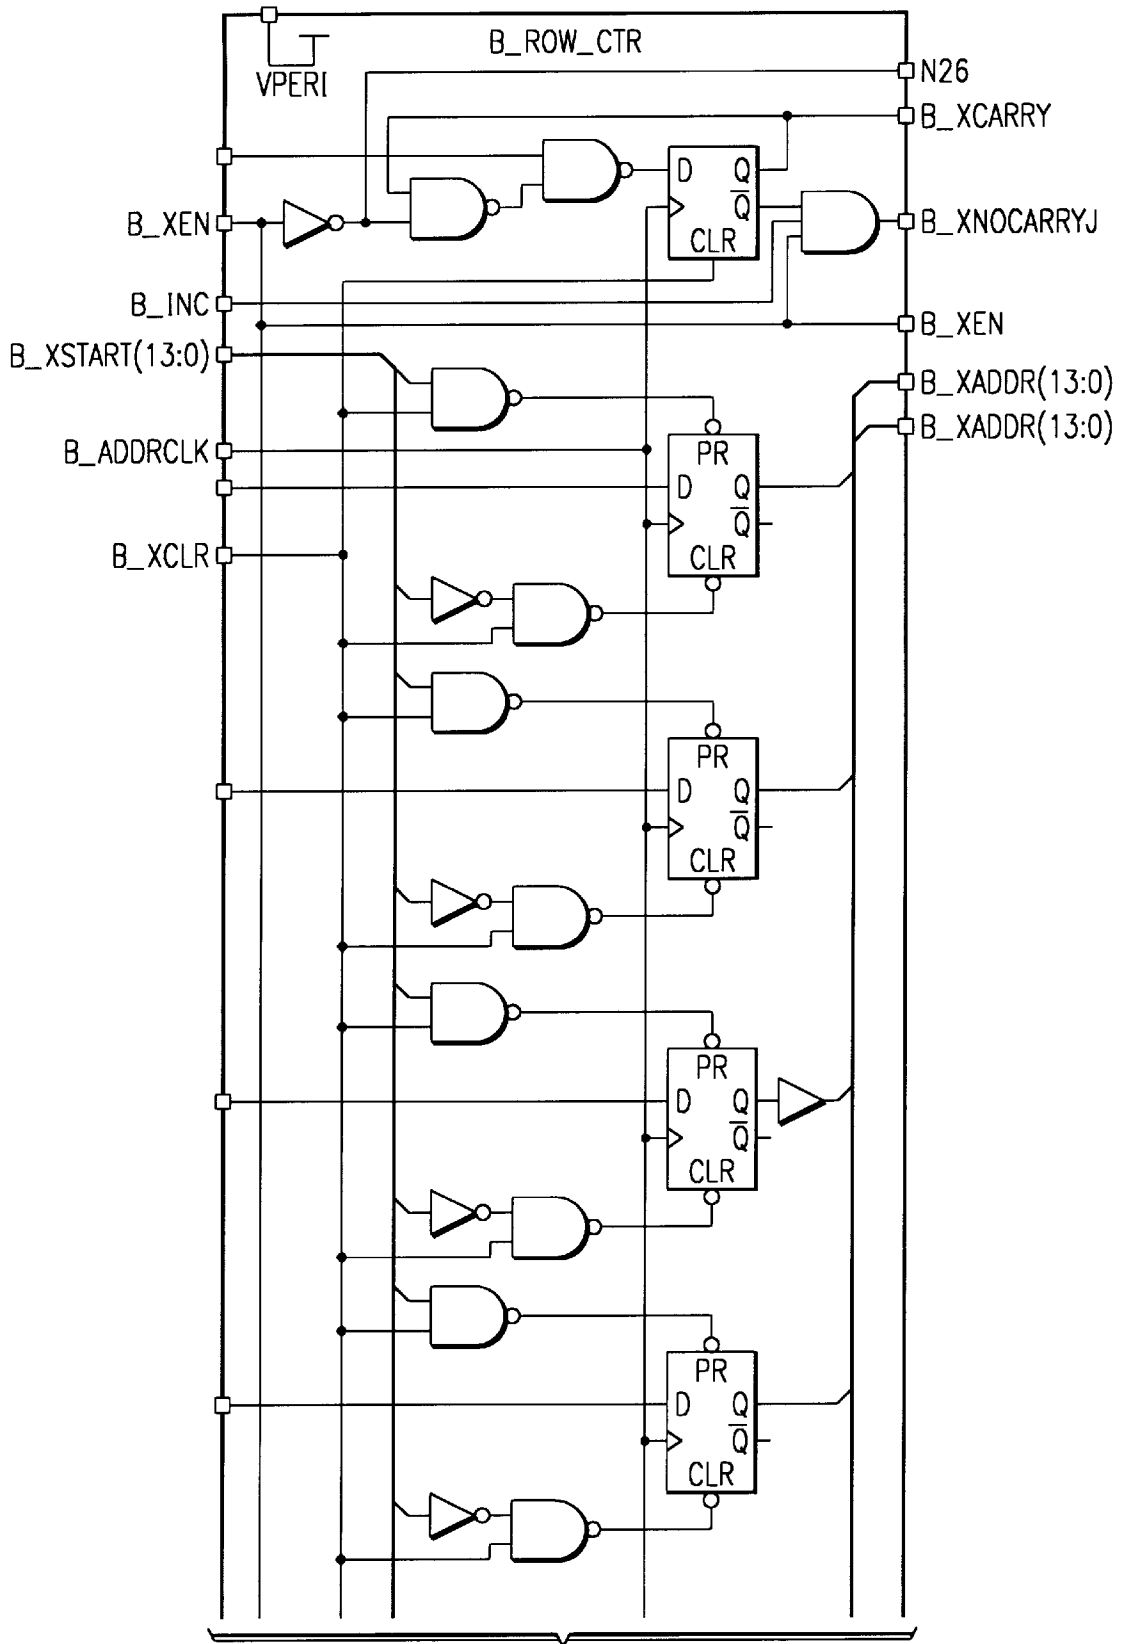 B_ROW_CTR
VPERI
N26
B_XCARRY
D Q
Q
CLR
B_XEN
B_XNOCARRYJ
B_INC
B_XEN
B_XSTART(13:0)
B_XADDR(13:0)
B_XADDR(13:0)
B_ADDRCLK
PR
D Q
Q
CLR
B_XCLR
PR
D Q
Q
CLR
PR
D Q
Q
CLR
PR
D Q
Q
CLR